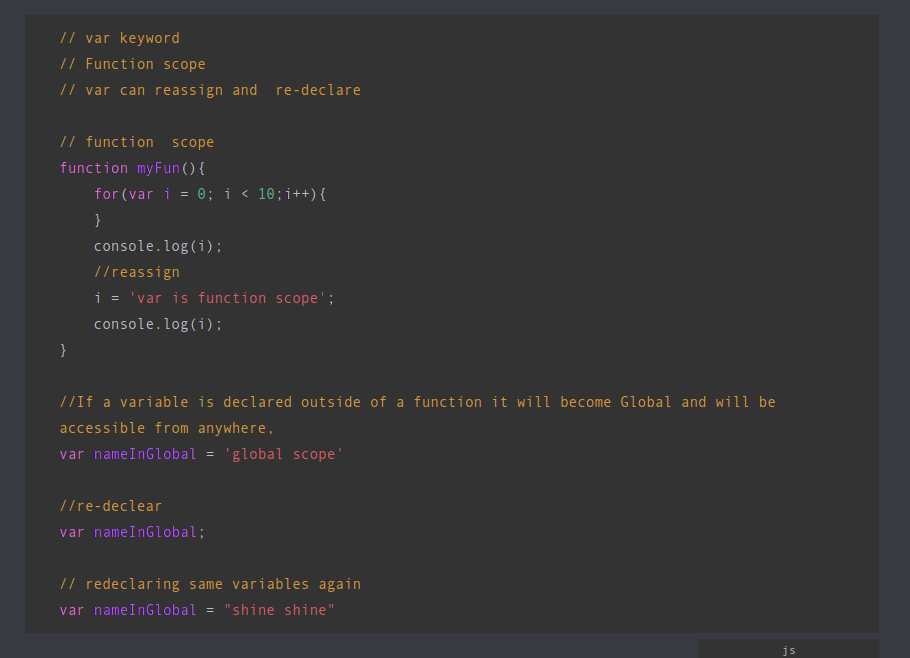 // var keyword
// Function scope
// var can reassign and  re-declare
// function  scope
function myFun(){
    for(var i = 0; i < 10;i++){
    }
    console.log(i);
    //reassign
    i = 'var is function scope';
    console.log(i);
}
//If a variable is declared outside of a function it will become Global and will be
accessible from anywhere,
var nameInGlobal = 'global scope'
//re-declear
var nameInGlobal;
// redeclaring same variables again
var nameInGlobal = "shine shine"
js